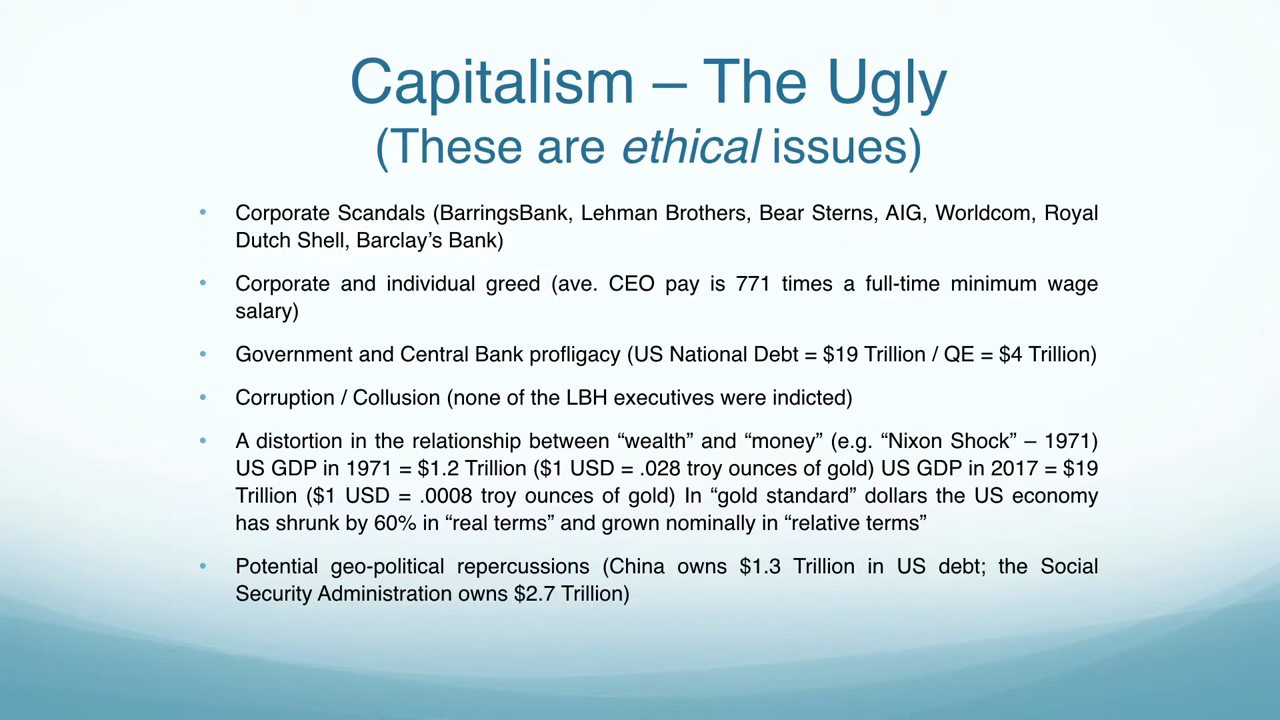 Capitalism – The Ugly
(These are ethical issues)
• Corporate Scandals (BarringsBank, Lehman Brothers, Bear Sterns, AIG, Worldcom, Royal
Dutch Shell, Barclay’s Bank)
• Corporate and individual greed (ave. CEO pay is 771 times a full-time minimum wage
salary)
• Government and Central Bank profligacy (US National Debt = $19 Trillion / QE = $4 Trillion)
• Corruption / Collusion (none of the LBH executives were indicted)
• A distortion in the relationship between “wealth” and “money” (e.g. “Nixon Shock” – 1971)
US GDP in 1971 = $1.2 Trillion ($1 USD = .028 troy ounces of gold) US GDP in 2017 = $19
Trillion ($1 USD = .0008 troy ounces of gold) In “gold standard” dollars the US economy
has shrunk by 60% in “real terms” and grown nominally in “relative terms”
• Potential geo-political repercussions (China owns $1.3 Trillion in US debt; the Social
Security Administration owns $2.7 Trillion)